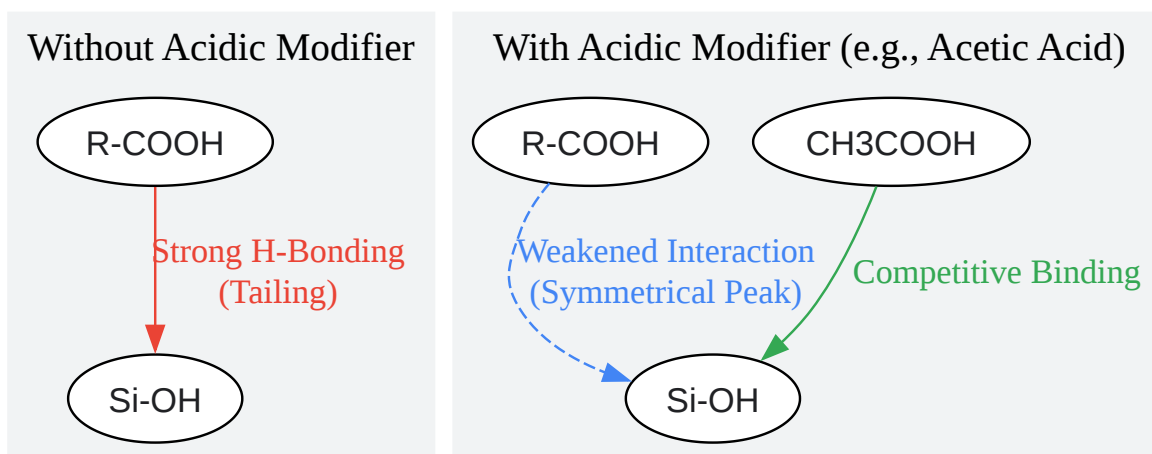 Without Acidic Modifier
R-COOH
Strong H-Bonding
(Tailing)
Si-OH
With Acidic Modifier (e.g., Acetic Acid)
R-COOH
CH3COOH
Weakened Interaction
(Symmetrical Peak)
Competitive Binding
Si-OH